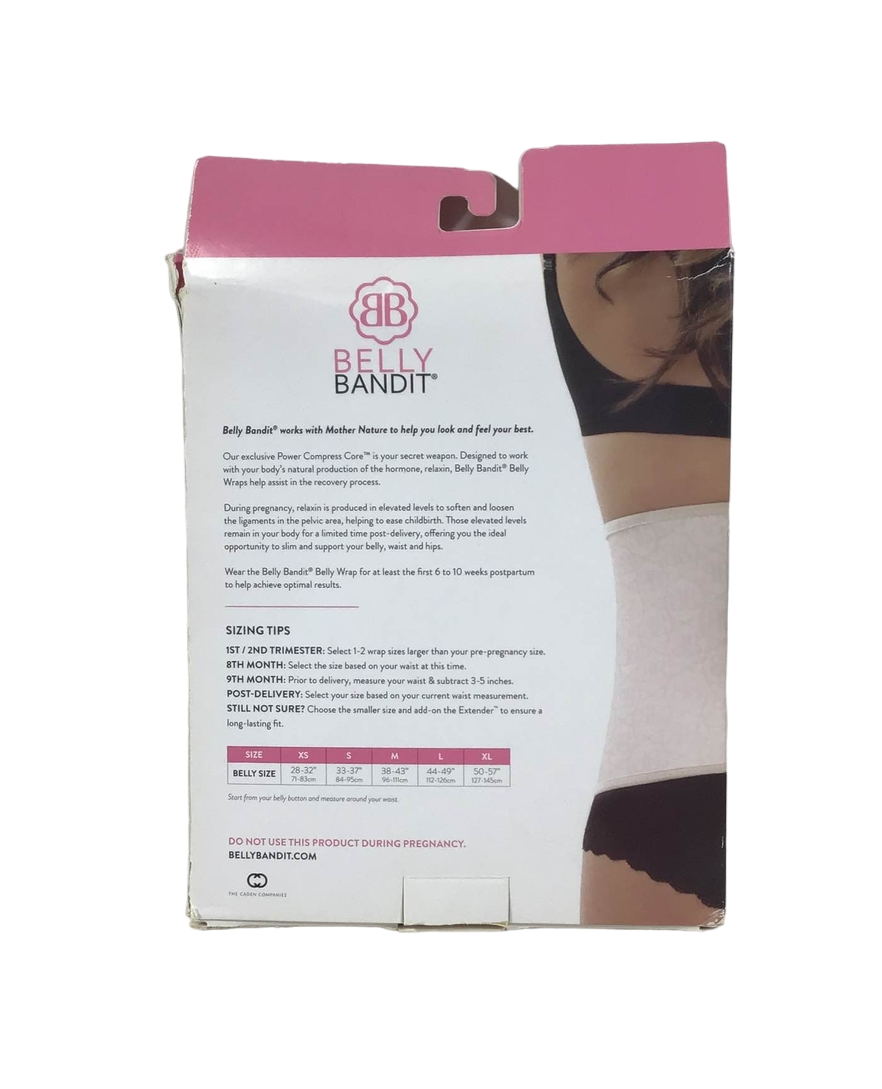 BB
BELLY
BANDIT®
Belly Bandit® works with Mother Nature to help you look and feel your best.
Our exclusive Power Compress Core™ is your secret weapon. Designed to work
with your body's natural production of the hormone, relaxin, Belly Bandit® Belly
Wraps help assist in the recovery process.
During pregnancy, relaxin is produced in elevated levels to soften and loosen
the ligaments in the pelvic area, helping to ease childbirth. Those elevated levels
remain in your body for a limited time post-delivery, offering you the ideal
opportunity to slim and support your belly, waist and hips.
Wear the Belly Bandit® Belly Wrap for at least the first 6 to 10 weeks postpartum
to help achieve optimal results.
SIZING TIPS
1ST / 2ND TRIMESTER: Select 1-2 wrap sizes larger than your pre-pregnancy size.
8TH MONTH: Select the size based on your waist at this time.
9TH MONTH: Prior to delivery, measure your waist & subtract 3-5 inches.
POST-DELIVERY: Select your size based on your current waist measurement.
STILL NOT SURE? Choose the smaller size and add-on the Extender™ to ensure a
long-lasting fit.
SIZE XS S M L XL
BELLY SIZE 28-32" 33-37" 38-43" 44-49" 50-57"
71-83cm 84-95cm 96-111cm 112-126cm 127-145cm
Start from your belly button and measure around your waist.
DO NOT USE THIS PRODUCT DURING PREGNANCY.
BELLYBANDIT.COM
THE CADEN COMPANIES